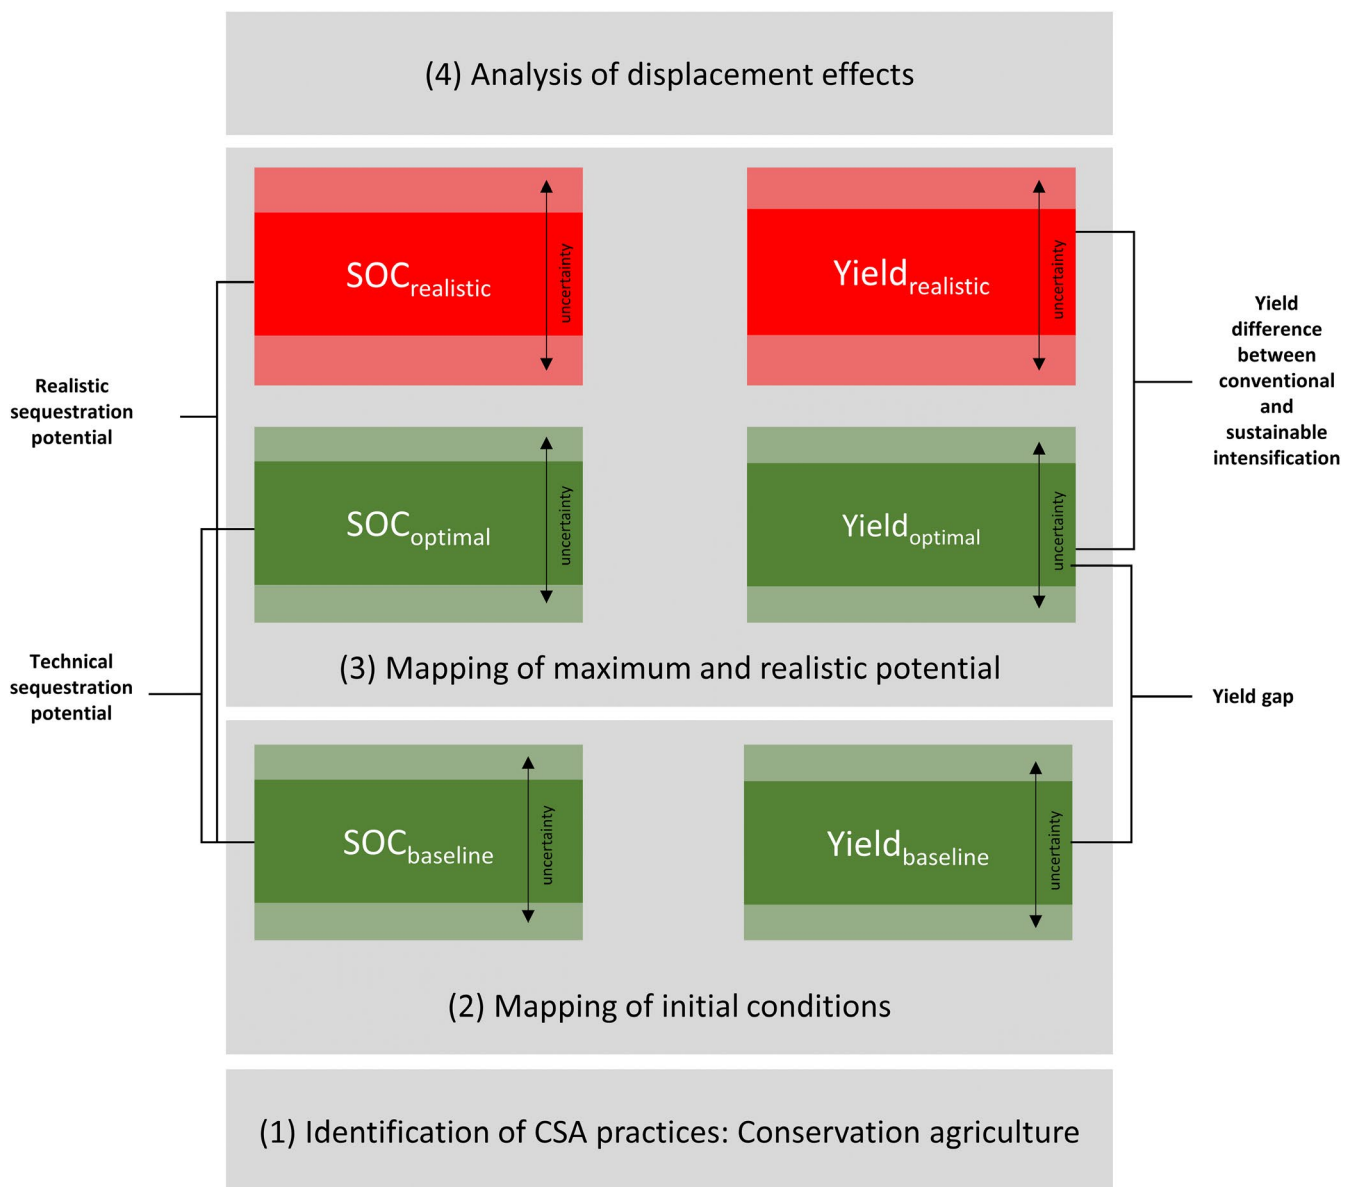 (4) Analysis of displacement effects
SOCrealistic
uncertainty
Yieldrealistic
uncertainty
Realistic
sequestration
potential
Yield
difference
between
conventional
and
sustainable
intensification
SOCoptimal
uncertainty
Yieldoptimal
uncertainty
(3) Mapping of maximum and realistic potential
Technical
sequestration
potential
Yield gap
SOCbaseline
uncertainty
Yieldbaseline
uncertainty
(2) Mapping of initial conditions
(1) Identification of CSA practices: Conservation agriculture